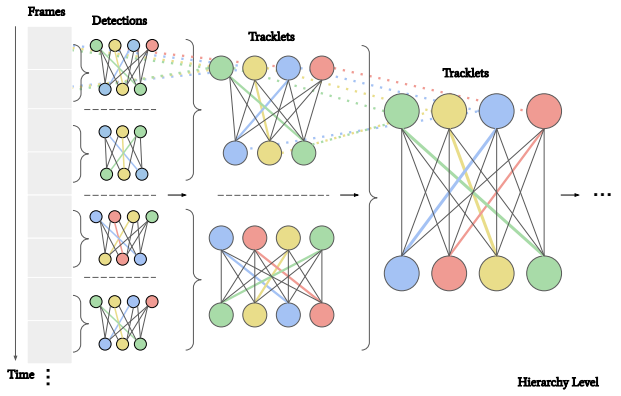 Frames
Detections
Tracklets
Tracklets
...
Time
Hierarchy Level